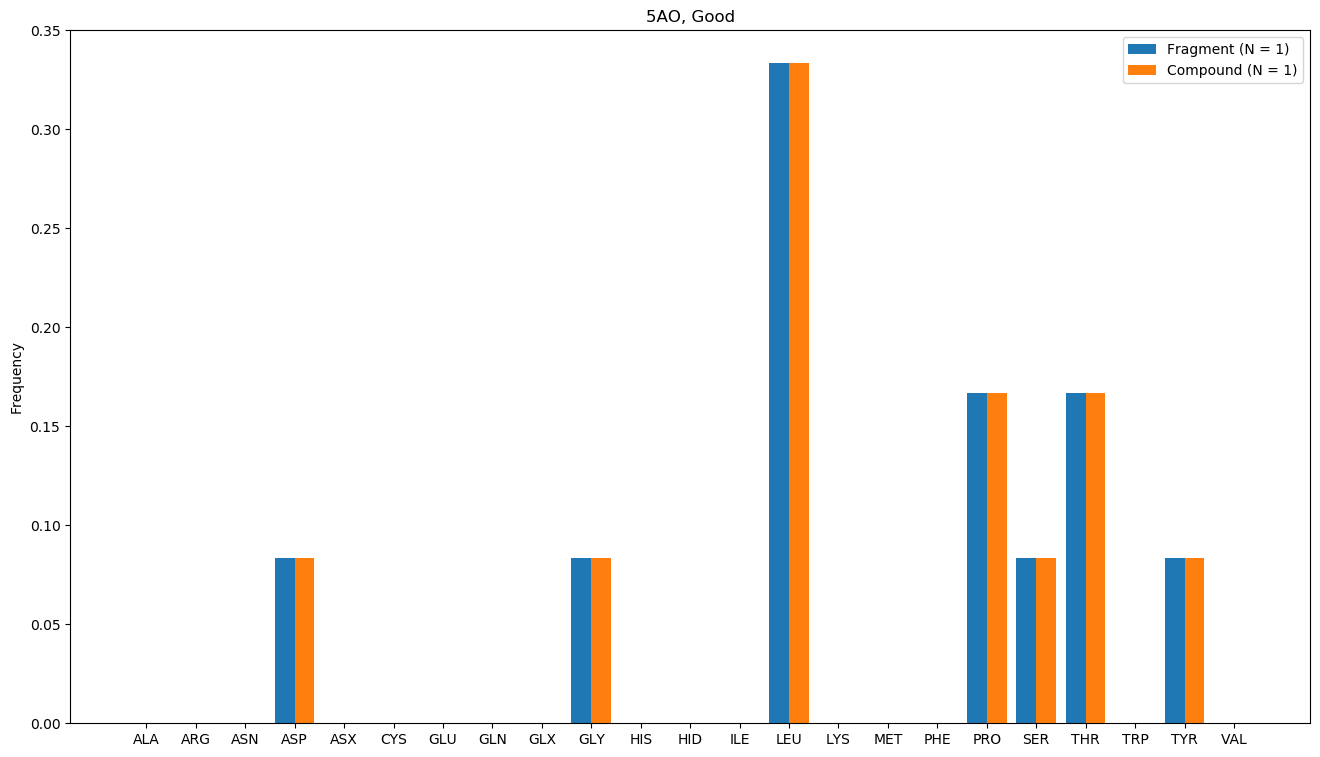 5AO, Good
0.35
0.30
0.25
0.20
0.15
0.10
0.05
0.00
Frequency
Fragment (N = 1)
Compound (N = 1)
ALA ARG ASN ASP ASX CYS GLU GLN GLX GLY HIS HID ILE LEU LYS MET PHE PRO SER THR TRP TYR VAL